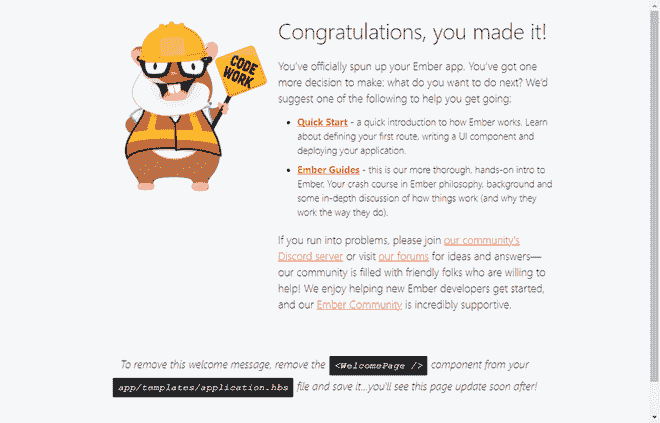 CODE
WORK
Congratulations, you made it!
You've officially spun up your Ember app. You've got one
more decision to make: what do you want to do next? We'd
suggest one of the following to help you get going:
Quick Start - a quick introduction to how Ember works. Learn
about defining your first route, writing a UI component and
deploying your application.
Ember Guides - this is our more thorough, hands-on intro to
Ember. Your crash course in Ember philosophy, background and
some in-depth discussion of how things work (and why they
work the way they do).
If you run into problems, please join our community's
Discord server or visit our forums for ideas and answers—
our community is filled with friendly folks who are willing to
help! We enjoy helping new Ember developers get started,
and our Ember Community is incredibly supportive.
To remove this welcome message, remove the <WelcomePage /> component from your
app/templates/application.hbs file and save it...you'll see this page update soon after!